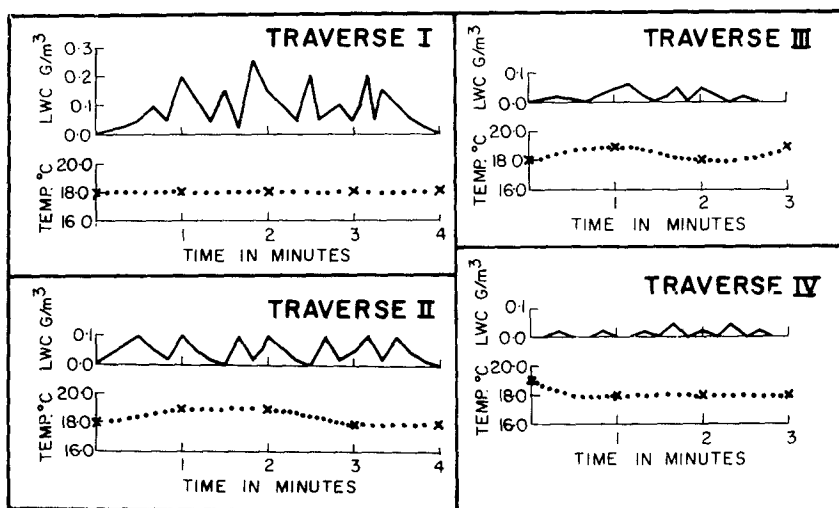 TRAVERSE I
LWC G/m³
0·3
0·2
0·1
0·0
TEMP. °C
20·0
18·0
16·0
1 2 3 4
TIME IN MINUTES
TRAVERSE II
LWC G/m³
0·1
0·0
TEMP. °C
20·0
18·0
16·0
1 2 3 4
TIME IN MINUTES
TRAVERSE III
LWC G/m³
0·1
0·0
TEMP. °C
20·0
18·0
16·0
1 2 3
TIME IN MINUTES
TRAVERSE IV
LWC G/m³
0·1
0·0
TEMP. °C
20·0
18·0
16·0
1 2 3
TIME IN MINUTES